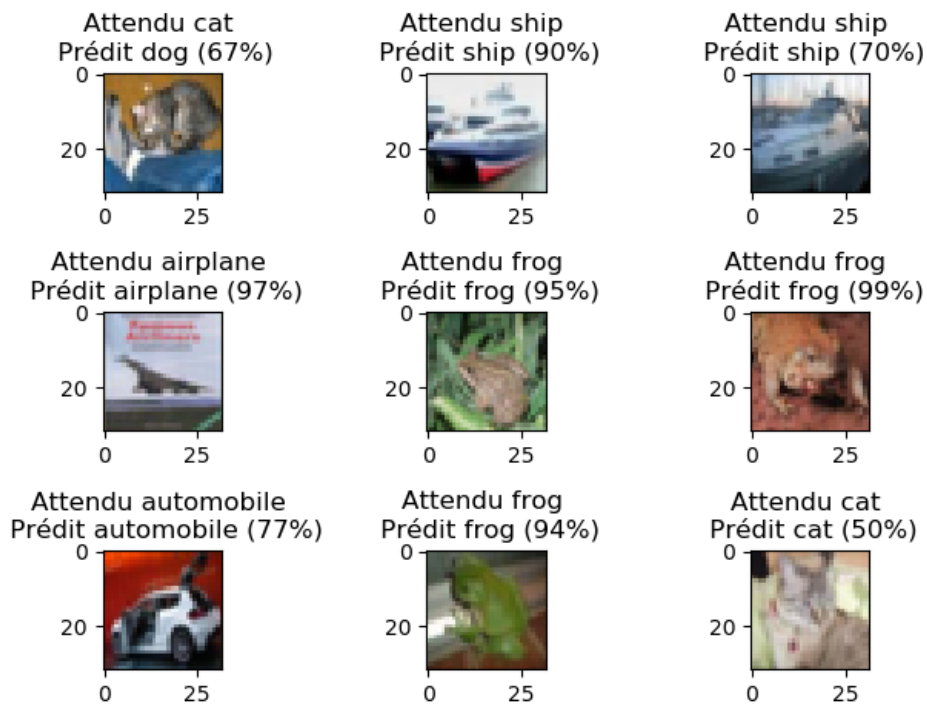 Attendu cat
Prédit dog (67%)
0
20
0 25
Attendu ship
Prédit ship (90%)
0
20
0 25
Attendu ship
Prédit ship (70%)
0
20
0 25
Attendu airplane
Prédit airplane (97%)
0
20
0 25
Attendu frog
Prédit frog (95%)
0
20
0 25
Attendu frog
Prédit frog (99%)
0
20
0 25
Attendu automobile
Prédit automobile (77%)
0
20
0 25
Attendu frog
Prédit frog (94%)
0
20
0 25
Attendu cat
Prédit cat (50%)
0
20
0 25